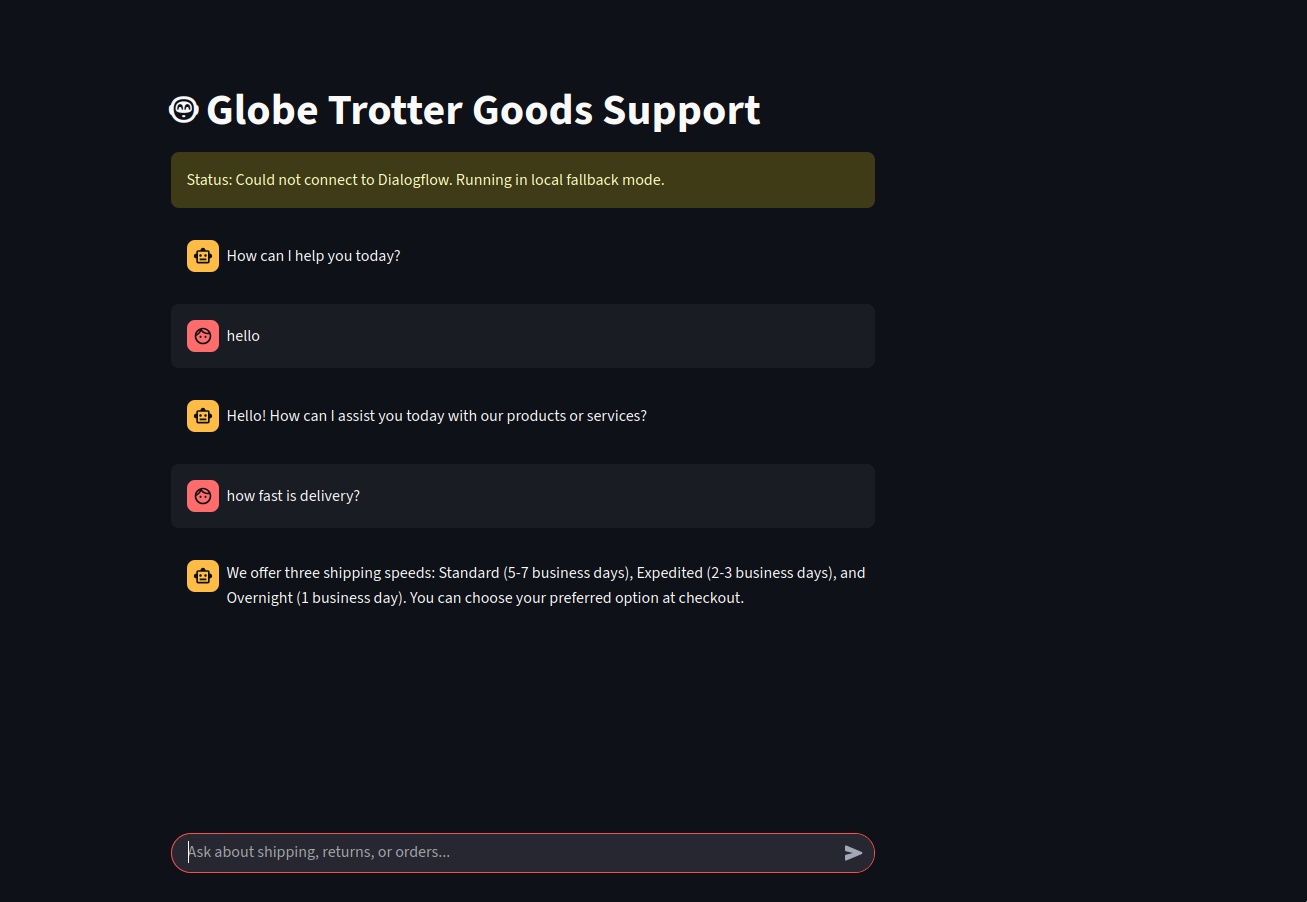 Globe Trotter Goods Support
Status: Could not connect to Dialogflow. Running in local fallback mode.
How can I help you today?
hello
Hello! How can I assist you today with our products or services?
how fast is delivery?
We offer three shipping speeds: Standard (5-7 business days), Expedited (2-3 business days), and
Overnight (1 business day). You can choose your preferred option at checkout.
Ask about shipping, returns, or orders...